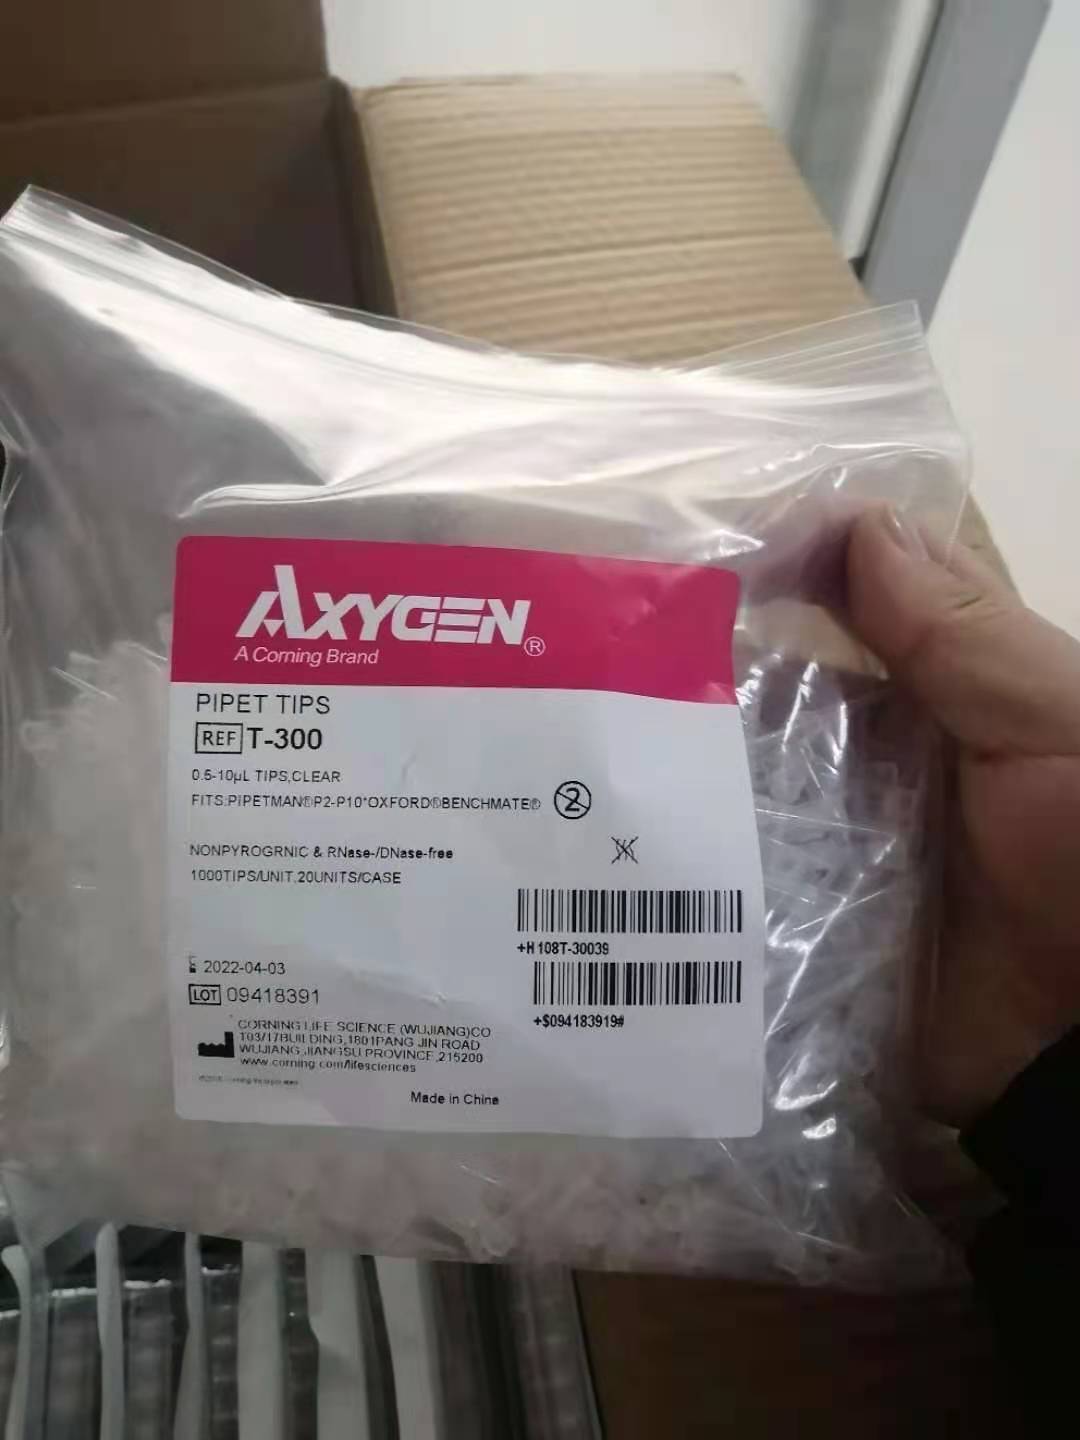 AXYGEN®
A Corning Brand
PIPET TIPS
REF T-300
0.5-10µL TIPS,CLEAR
FITS:PIPETMAN®P2-P10*OXFORD®BENCHMATE®
2
NONPYROGRNIC & RNase-/DNase-free
1000TIPS/UNIT,20UNITS/CASE
+H108T-30039
2022-04-03
LOT 09418391
+$094183919#
CORNING LIFE SCIENCE (WUJIANG)CO
T03/17BUILDING,1801PANG JIN ROAD
WUJIANG,JIANGSU PROVINCE,215200
www.corning.com/lifesciences
Made in China